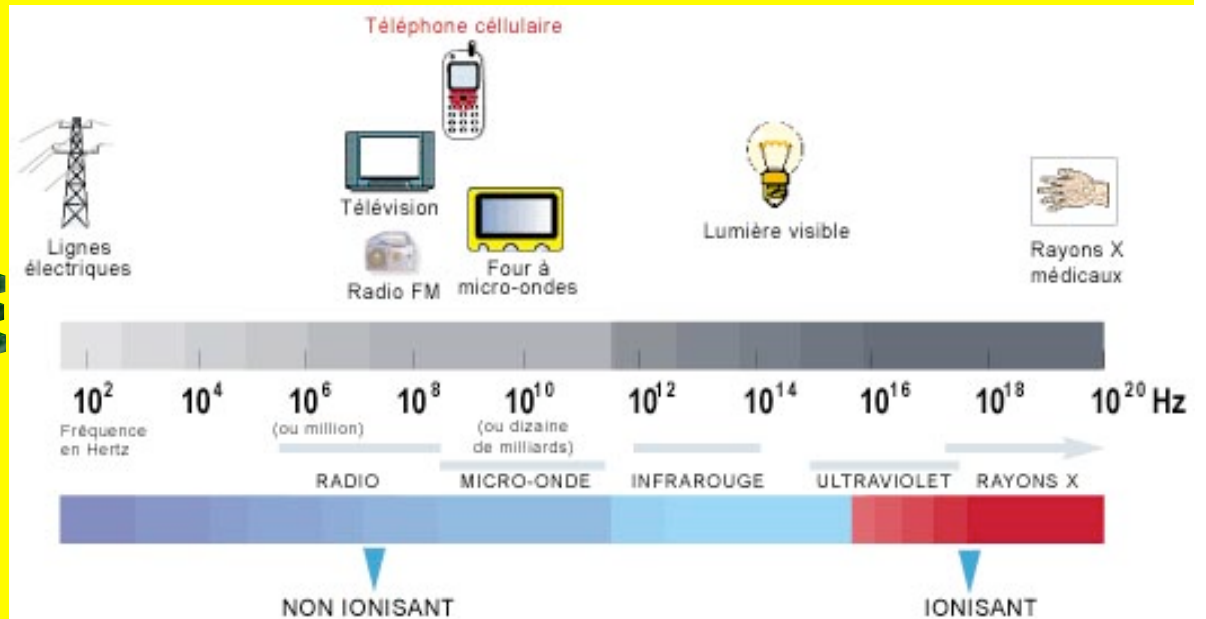 Téléphone céllulaire
Lignes
électriques
Télévision
Radio FM
Four à
micro-ondes
Lumière visible
Rayons X
médicaux
10² 10⁴ 10⁶ 10⁸ 10¹⁰ 10¹² 10¹⁴ 10¹⁶ 10¹⁸ 10²⁰ Hz
Fréquence
en Hertz
(ou million)
(ou dizaine
de milliards)
RADIO MICRO-ONDE INFRAROUGE ULTRAVIOLET RAYONS X
NON IONISANT IONISANT